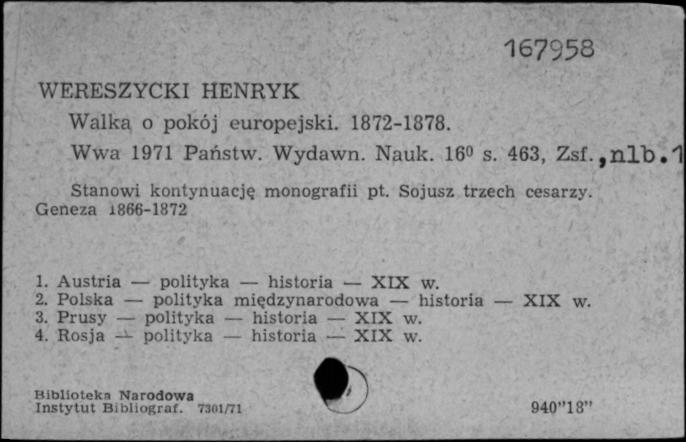 167958
WERESZYCKI HENRYK
Walka o pokój europejski. 1872-1878.
Wwa 1971 Państw. Wydawn. Nauk. 16⁰ s. 463, Zsf.,nlb.1
Stanowi kontynuację monografii pt. Sojusz trzech cesarzy.
Geneza 1866-1872
1. Austria — polityka — historia — XIX w.
2. Polska — polityka międzynarodowa — historia — XIX w.
3. Prusy — polityka — historia — XIX w.
4. Rosja — polityka — historia — XIX w.
Biblioteka Narodowa
Instytut Bibliograf. 7301/71
940"18"